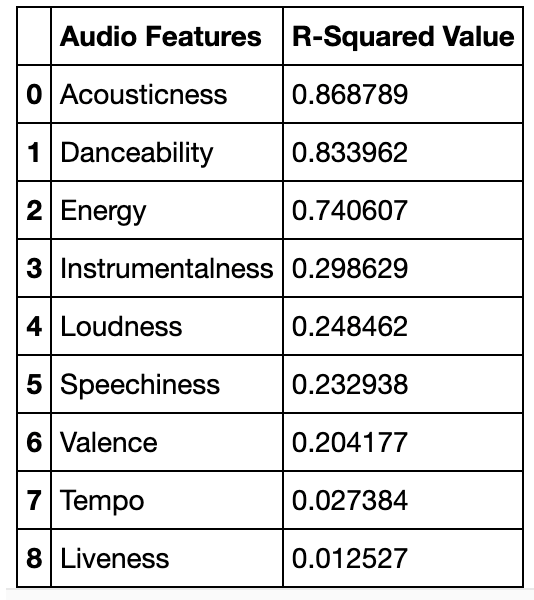 Audio Features R-Squared Value
0 Acousticness 0.868789
1 Danceability 0.833962
2 Energy 0.740607
3 Instrumentalness 0.298629
4 Loudness 0.248462
5 Speechiness 0.232938
6 Valence 0.204177
7 Tempo 0.027384
8 Liveness 0.012527